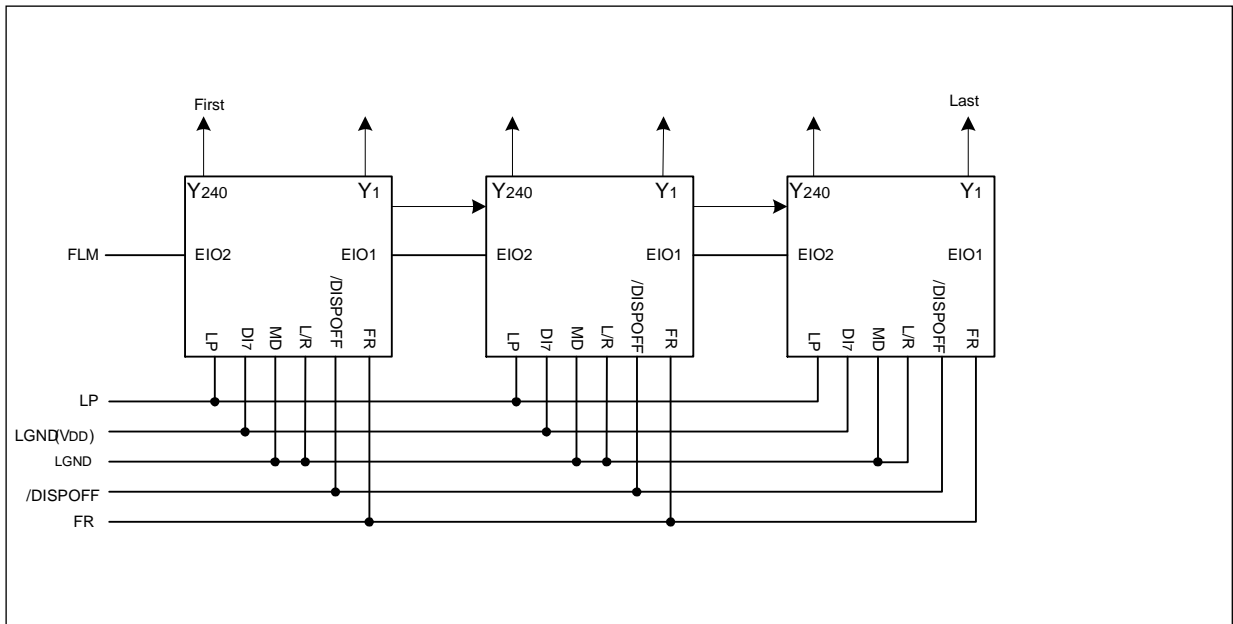 First
Last
Y240 Y1
Y240 Y1
Y240 Y1
FLM
EIO2 EIO1
EIO2 EIO1
EIO2 EIO1
LP DI7 MD L/R /DISPOFF FR
LP DI7 MD L/R /DISPOFF FR
LP DI7 MD L/R /DISPOFF FR
LP
LGND(VDD)
LGND
/DISPOFF
FR